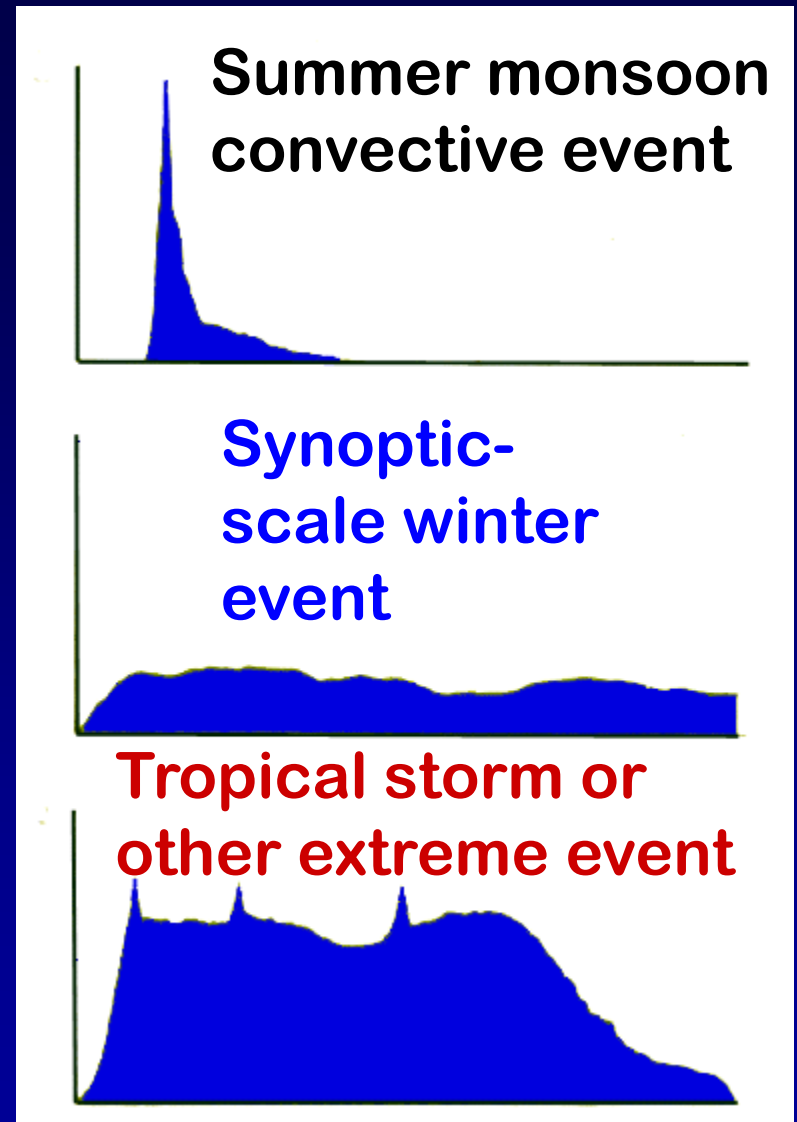 Summer monsoon
convective event
Synoptic-
scale winter
event
Tropical storm or
other extreme event